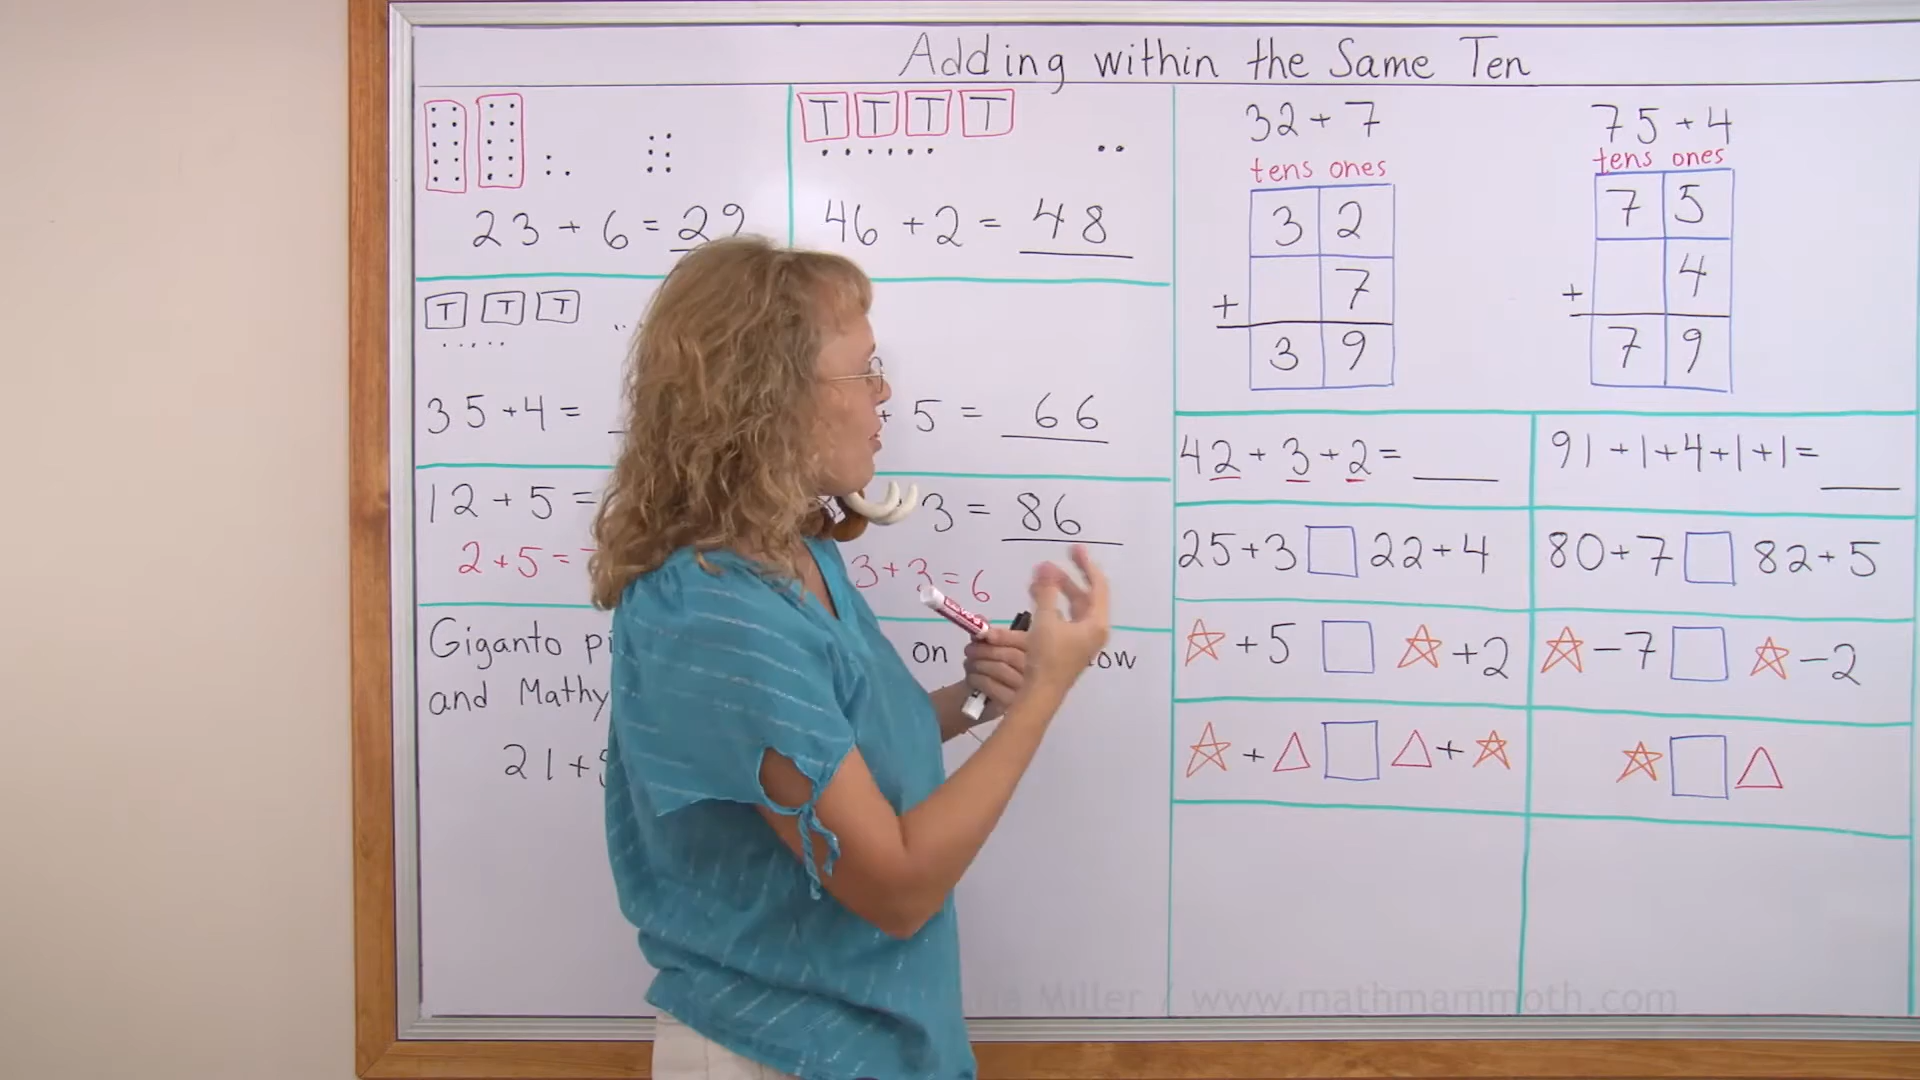 Adding within the Same Ten
23 + 6 = 29
T T T T
46 + 2 = 48
T T T
35 + 4 =
+ 5 = 66
12 + 5 =
2 + 5 =
3 = 86
3 + 3 = 6
Giganto on
and Mathy
21 +
32 + 7
tens ones
3 2
+ 7
3 9
75 + 4
tens ones
7 5
+ 4
7 9
42 + 3 + 2 =
91 + 1 + 4 + 1 + 1 =
25 + 3 □ 22 + 4
80 + 7 □ 82 + 5
☆ + 5 □ ☆ + 2
☆ − 7 □ ☆ − 2
☆ + △ □ △ + ☆
☆ □ △
Miller / www.mathmammoth.com